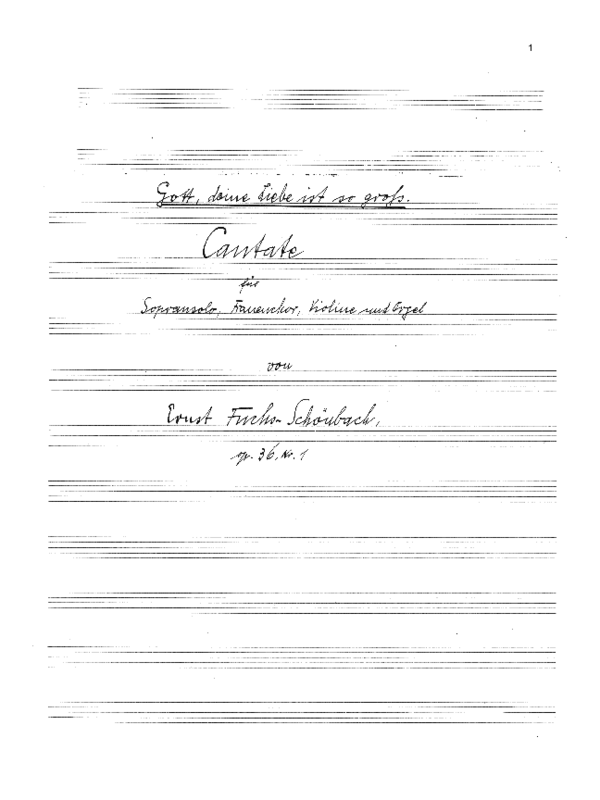 1
Gott, deine Liebe ist so groß.
Cantate
für
Sopransolo, Frauenchor, Violine und Orgel
von
Ernst Fuchs-Schönbach,
op. 36, Nr. 1